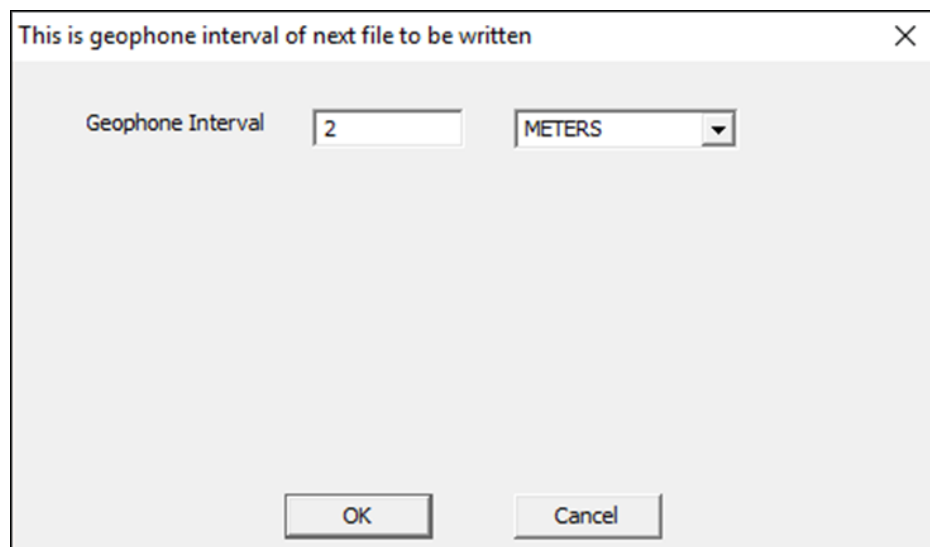 This is geophone interval of next file to be written
Geophone Interval 2 METERS
OK Cancel